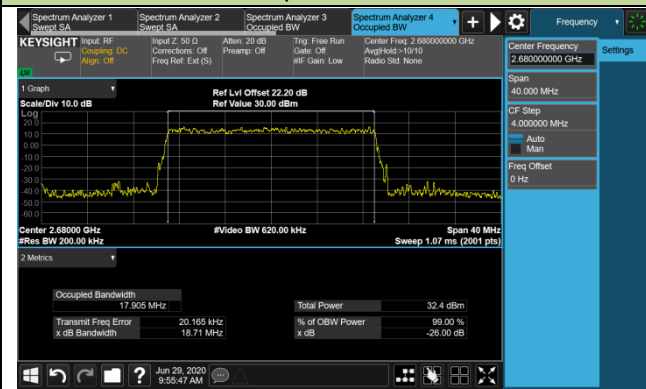 Spectrum Analyzer 1
Swept SA
Spectrum Analyzer 2
Swept SA
Spectrum Analyzer 3
Occupied BW
Spectrum Analyzer 4
Occupied BW
Frequency
KEYSIGHT
Input: RF
Coupling: DC
Align: Off
Input Z: 50 Ω
Corrections: Off
Freq Ref: Ext (S)
Atten: 20 dB
Preamp: Off
Trig: Free Run
Gate: Off
#IF Gain: Low
Center Freq: 2.680000000 GHz
Avg|Hold:>10/10
Radio Std: None
LXI
Center Frequency
2.680000000 GHz
Settings
Span
40.000 MHz
CF Step
4.000000 MHz
Auto
Man
Freq Offset
0 Hz
1 Graph
Scale/Div 10.0 dB
Ref Lvl Offset 22.20 dB
Ref Value 30.00 dBm
Log
20.0
10.0
0.00
-10.0
-20.0
-30.0
-40.0
-50.0
-60.0
Center 2.68000 GHz
#Res BW 200.00 kHz
#Video BW 620.00 kHz
Span 40 MHz
Sweep 1.07 ms (2001 pts)
2 Metrics
Occupied Bandwidth
17.905 MHz
Total Power 32.4 dBm
Transmit Freq Error 20.165 kHz
% of OBW Power 99.00 %
x dB Bandwidth 18.71 MHz
x dB -26.00 dB
?
Jun 29, 2020
9:55:47 AM